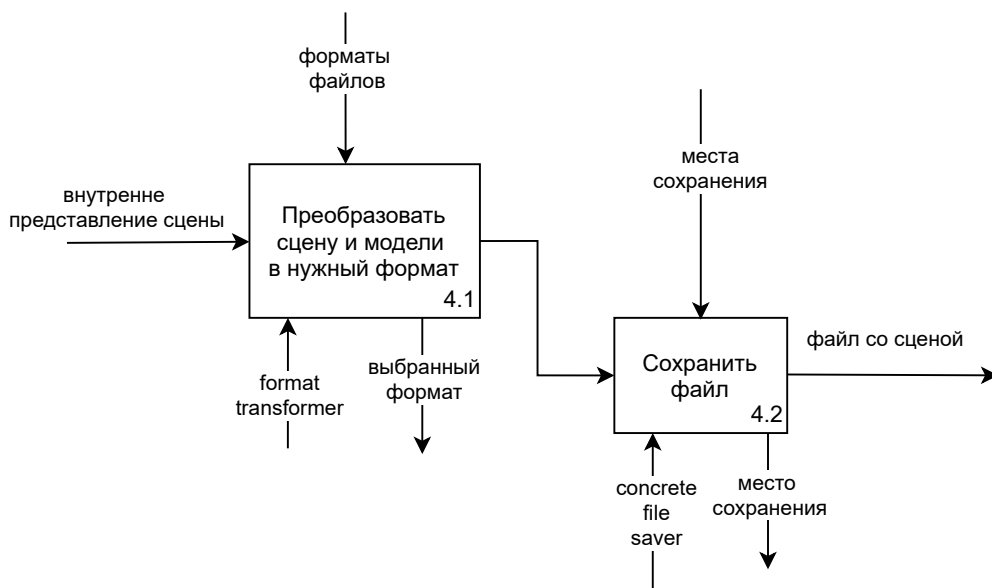 форматы
файлов
места
сохранения
внутренне
представление сцены
Преобразовать
сцену и модели
в нужный формат
4.1
format
transformer
выбранный
формат
Сохранить
файл
4.2
файл со сценой
concrete
file
saver
место
сохранения